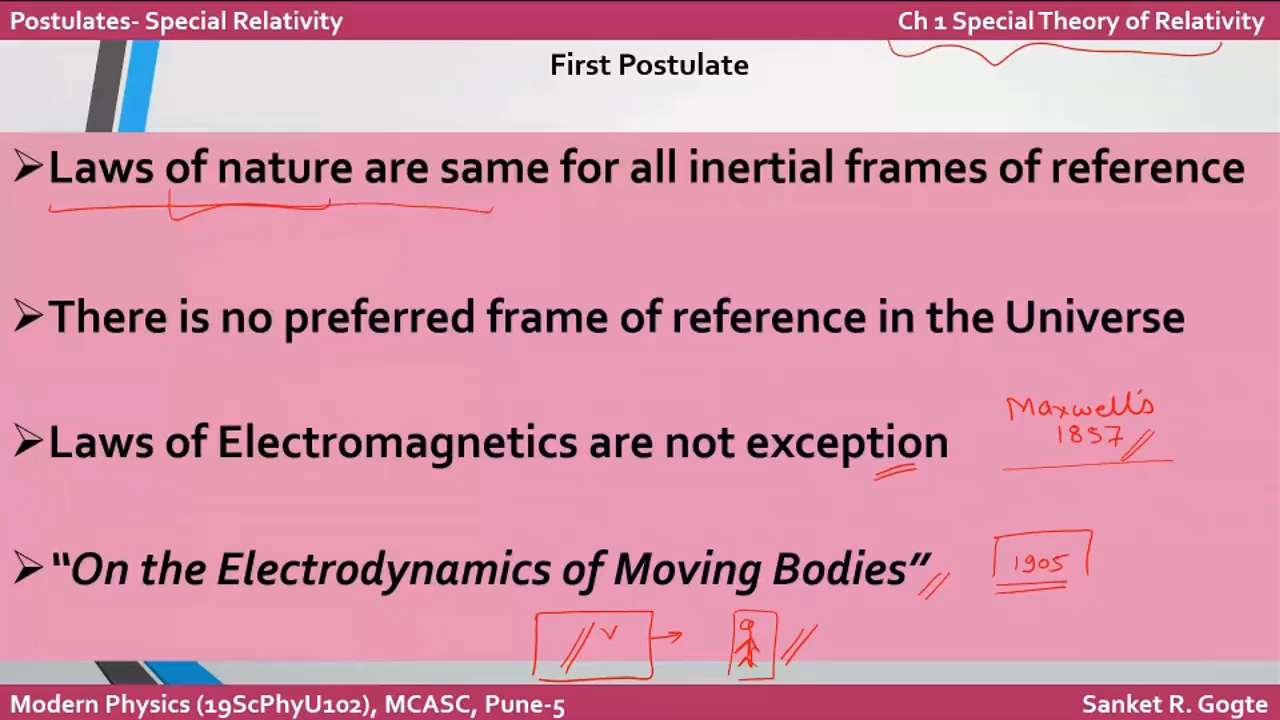 Postulates- Special Relativity
Ch 1 Special Theory of Relativity
First Postulate
Laws of nature are same for all inertial frames of reference
There is no preferred frame of reference in the Universe
Laws of Electromagnetics are not exception
Maxwell's
1857
"On the Electrodynamics of Moving Bodies"
1905
v
Modern Physics (19ScPhyU102), MCASC, Pune-5
Sanket R. Gogte